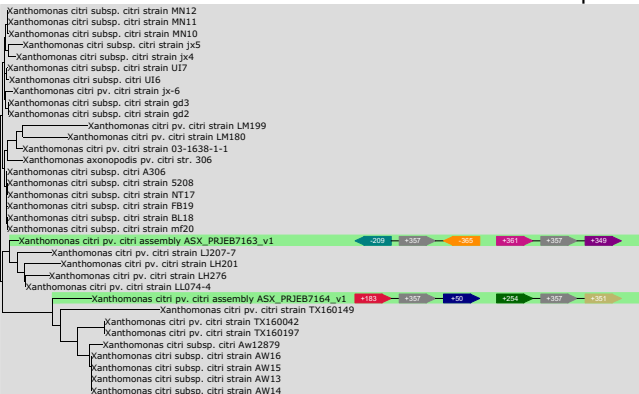 Xanthomonas citri subsp. citri strain MN12
Xanthomonas citri subsp. citri strain MN11
Xanthomonas citri subsp. citri strain MN10
Xanthomonas citri subsp. citri strain jx5
Xanthomonas citri subsp. citri strain jx4
Xanthomonas citri subsp. citri strain UI7
Xanthomonas citri subsp. citri UI6
Xanthomonas citri pv. citri strain jx-6
Xanthomonas citri subsp. citri strain gd3
Xanthomonas citri subsp. citri strain gd2
Xanthomonas citri pv. citri strain LM199
Xanthomonas citri pv. citri strain LM180
Xanthomonas citri pv. citri strain 03-1638-1-1
Xanthomonas axonopodis pv. citri str. 306
Xanthomonas citri subsp. citri A306
Xanthomonas citri subsp. citri strain 5208
Xanthomonas citri subsp. citri strain NT17
Xanthomonas citri subsp. citri strain FB19
Xanthomonas citri subsp. citri strain BL18
Xanthomonas citri subsp. citri strain mf20
Xanthomonas citri pv. citri assembly ASX_PRJEB7163_v1 -209 +357 -365 +361 +357 +349
Xanthomonas citri pv. citri strain LJ207-7
Xanthomonas citri pv. citri strain LH201
Xanthomonas citri pv. citri strain LH276
Xanthomonas citri pv. citri strain LL074-4
Xanthomonas citri pv. citri assembly ASX_PRJEB7164_v1 +183 +357 +50 +254 +357 +351
Xanthomonas citri pv. citri strain TX160149
Xanthomonas citri pv. citri strain TX160042
Xanthomonas citri pv. citri strain TX160197
Xanthomonas citri subsp. citri Aw12879
Xanthomonas citri subsp. citri strain AW16
Xanthomonas citri subsp. citri strain AW15
Xanthomonas citri subsp. citri strain AW13
Xanthomonas citri subsp. citri strain AW14